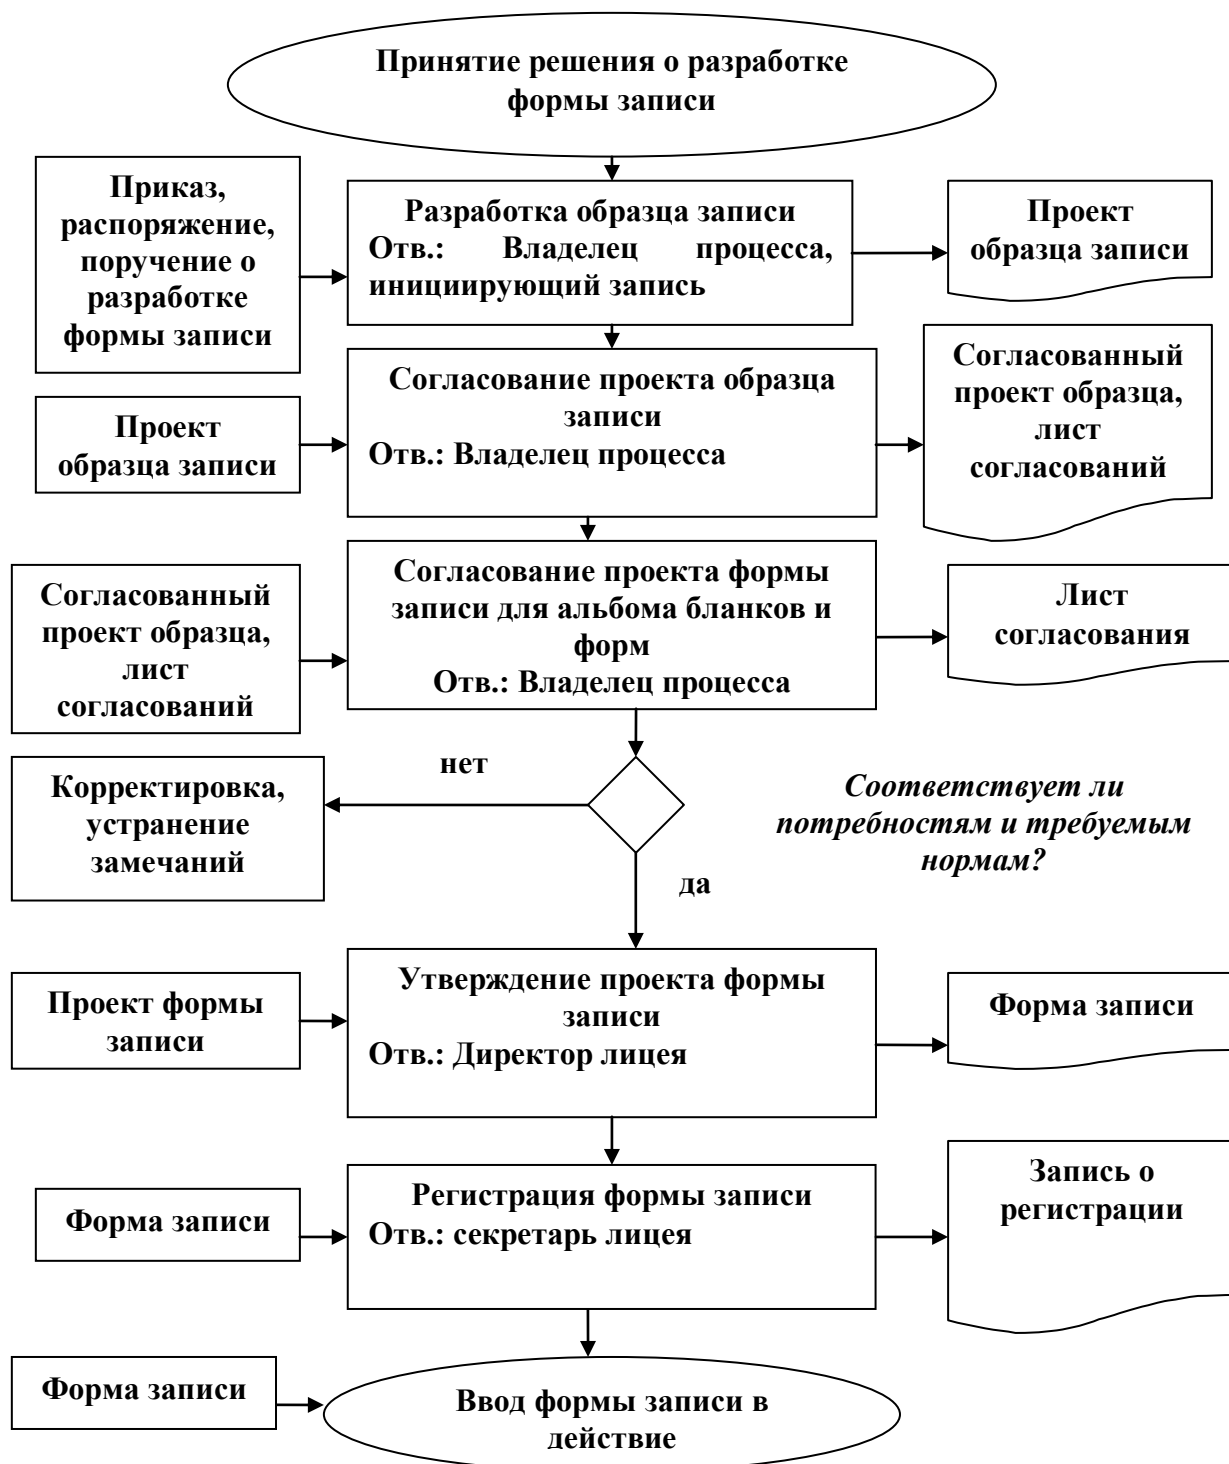 Принятие решения о разработке
формы записи
Приказ,
распоряжение,
поручение о
разработке
формы записи
Разработка образца записи
Отв.: Владелец процесса,
инициирующий запись
Проект
образца записи
Проект
образца записи
Согласование проекта образца
записи
Отв.: Владелец процесса
Согласованный
проект образца,
лист
согласований
Согласованный
проект образца,
лист
согласований
Согласование проекта формы
записи для альбома бланков и
форм
Отв.: Владелец процесса
Лист
согласования
нет
Корректировка,
устранение
замечаний
Соответствует ли
потребностям и требуемым
нормам?
да
Проект формы
записи
Утверждение проекта формы
записи
Отв.: Директор лицея
Форма записи
Форма записи
Регистрация формы записи
Отв.: секретарь лицея
Запись о
регистрации
Форма записи
Ввод формы записи в
действие